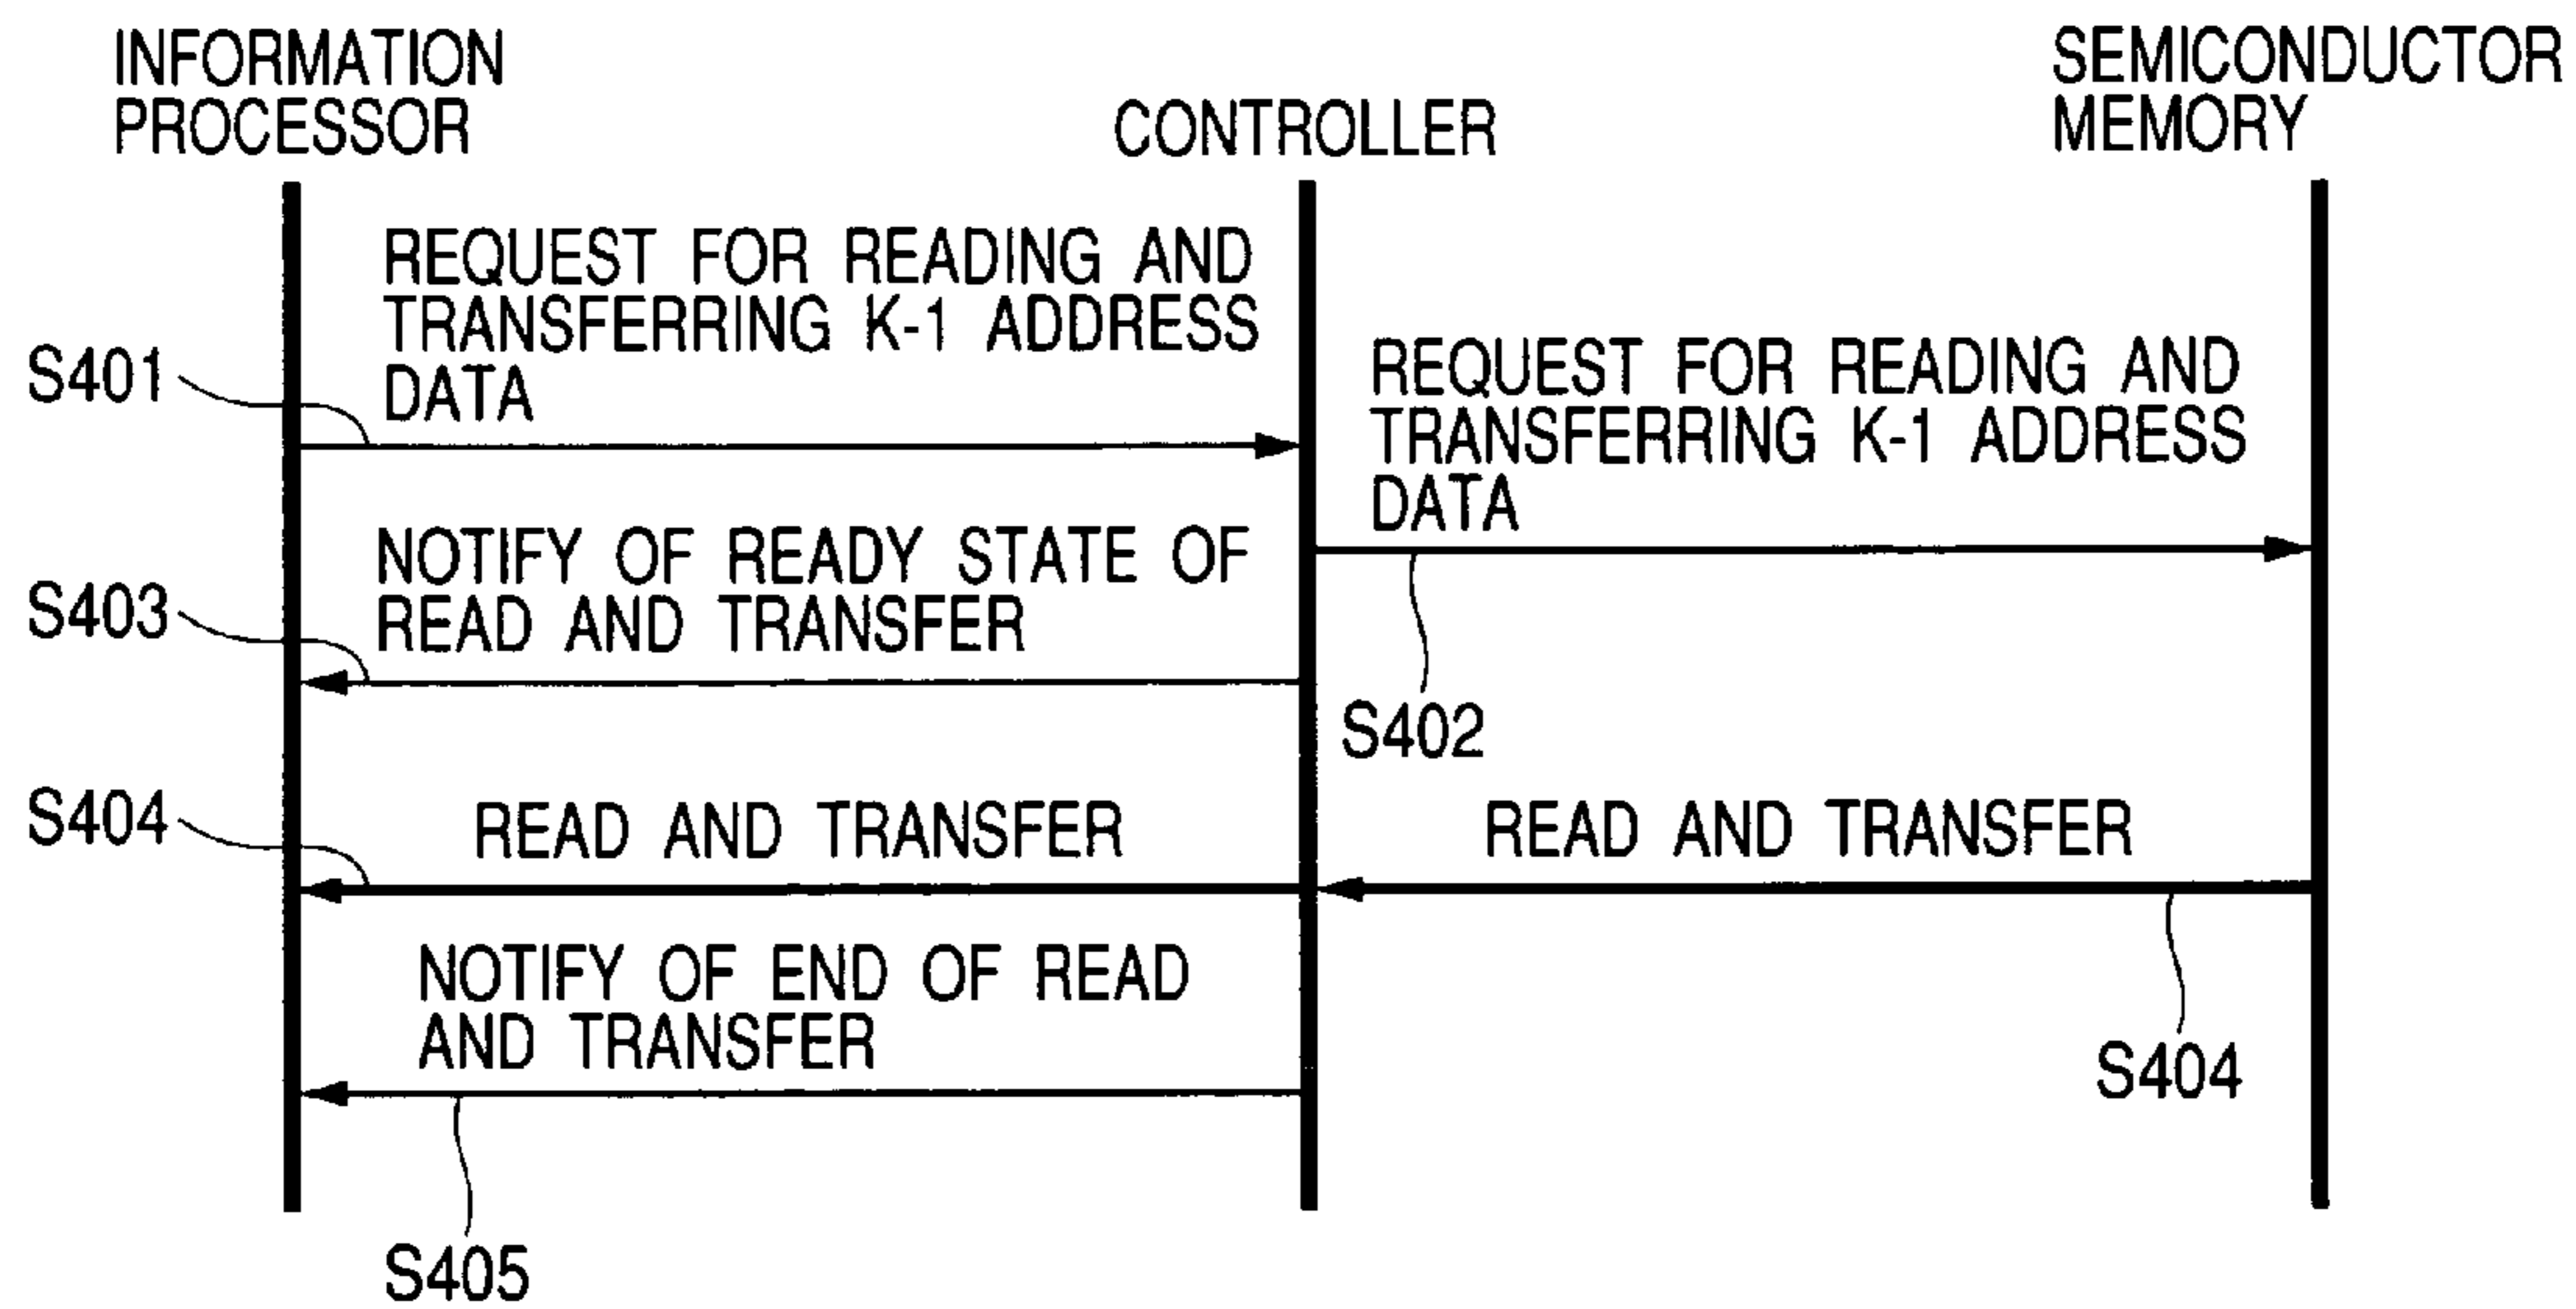 INFORMATION
PROCESSOR
CONTROLLER
SEMICONDUCTOR
MEMORY
REQUEST FOR READING AND
TRANSFERRING K-1 ADDRESS
DATA
S401
REQUEST FOR READING AND
TRANSFERRING K-1 ADDRESS
DATA
S402
NOTIFY OF READY STATE OF
READ AND TRANSFER
S403
S404
READ AND TRANSFER
READ AND TRANSFER
S404
NOTIFY OF END OF READ
AND TRANSFER
S405